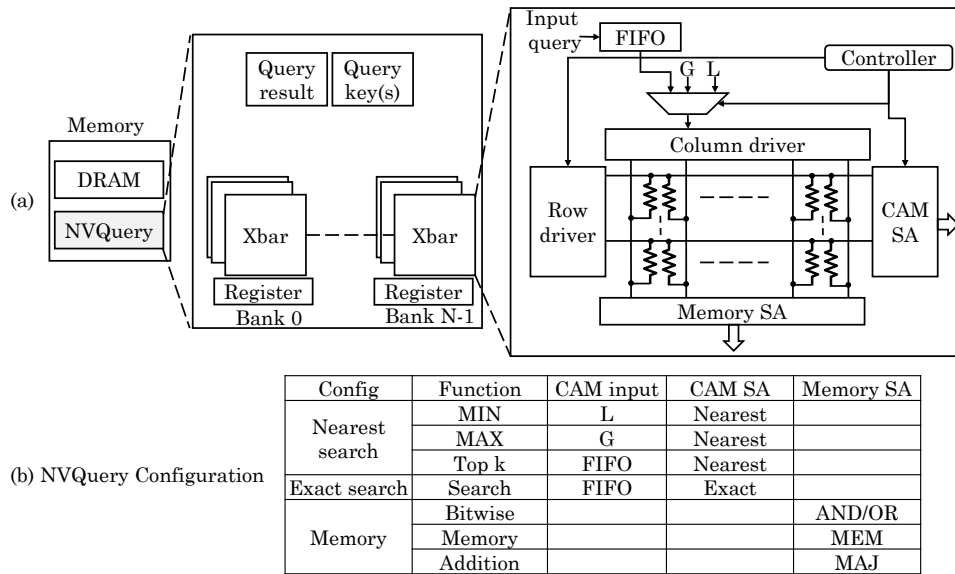 (a)
Memory
DRAM
NVQuery
Query
result
Query
key(s)
Xbar
Register
Bank 0
Xbar
Register
Bank N-1
Input
query
FIFO
Controller
G L
Column driver
Row
driver
CAM
SA
Memory SA
(b) NVQuery Configuration
Config Function CAM input CAM SA Memory SA
Nearest
search
MIN L Nearest
MAX G Nearest
Top k FIFO Nearest
Exact search Search FIFO Exact
Memory
Bitwise AND/OR
Memory MEM
Addition MAJ